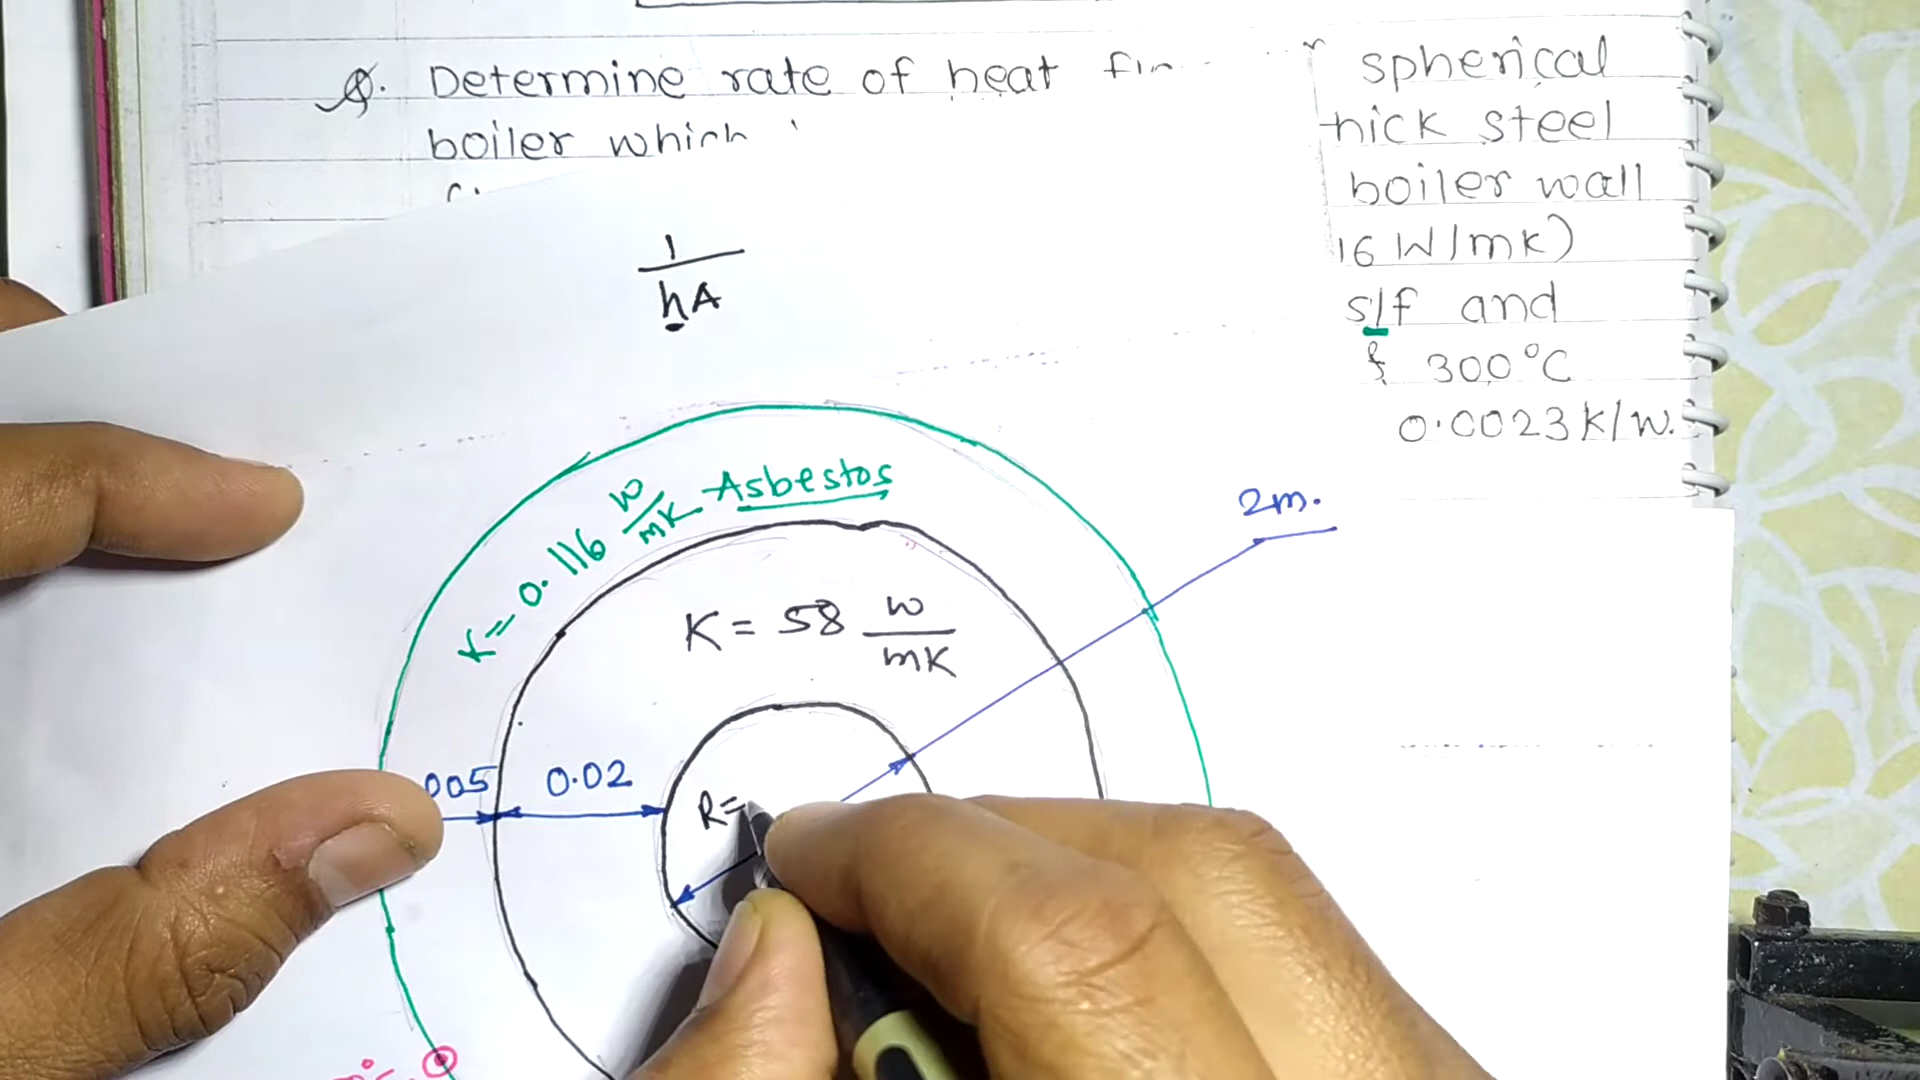 Q. Determine rate of heat spherical
boiler which steel
boiler wall
16 W/mK)
s/f and
& 300°C
0.0023 K/W.
1
hA
2m.
Asbestos
K= 0.116 W
mK
K = 58 W
mK
005 0.02
R=